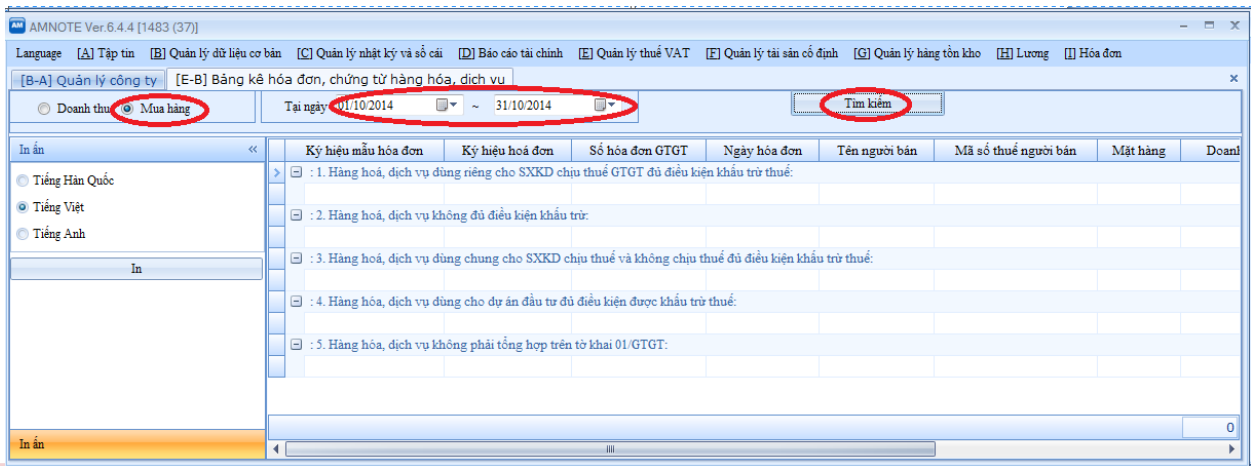 AM AMNOTE Ver.6.4.4 [1483 (37)]
Language [A] Tập tin [B] Quản lý dữ liệu cơ bản [C] Quản lý nhật ký và sổ cái [D] Báo cáo tài chính [E] Quản lý thuế VAT [F] Quản lý tài sản cố định [G] Quản lý hàng tồn kho [H] Lương [I] Hóa đơn
[B-A] Quản lý công ty [E-B] Bảng kê hóa đơn, chứng từ hàng hóa, dịch vụ
Doanh thu Mua hàng Tại ngày 01/10/2014 ~ 31/10/2014 Tìm kiếm
In ấn
Ký hiệu mẫu hóa đơn Ký hiệu hoá đơn Số hóa đơn GTGT Ngày hóa đơn Tên người bán Mã số thuế người bán Mặt hàng Doanh
Tiếng Hàn Quốc
Tiếng Việt
Tiếng Anh
In
: 1. Hàng hoá, dịch vụ dùng riêng cho SXKD chịu thuế GTGT đủ điều kiện khấu trừ thuế:
: 2. Hàng hoá, dịch vụ không đủ điều kiện khấu trừ:
: 3. Hàng hoá, dịch vụ dùng chung cho SXKD chịu thuế và không chịu thuế đủ điều kiện khấu trừ thuế:
: 4. Hàng hóa, dịch vụ dùng cho dự án đầu tư đủ điều kiện được khấu trừ thuế:
: 5. Hàng hóa, dịch vụ không phải tổng hợp trên tờ khai 01/GTGT:
0
In ấn